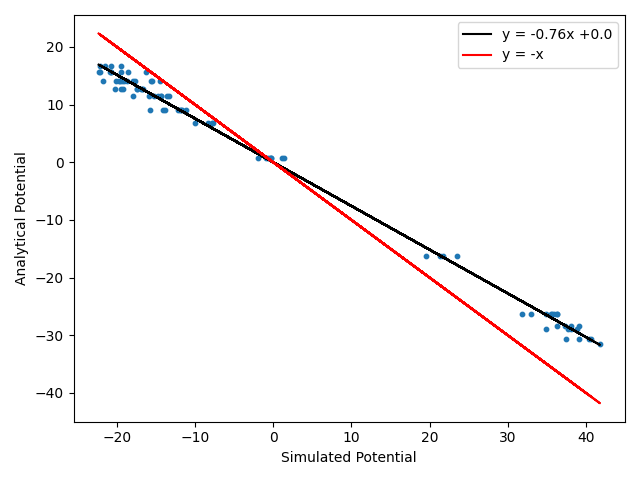 y = -0.76x +0.0
y = -x
20
10
0
−10
−20
−30
−40
Analytical Potential
−20 −10 0 10 20 30 40
Simulated Potential